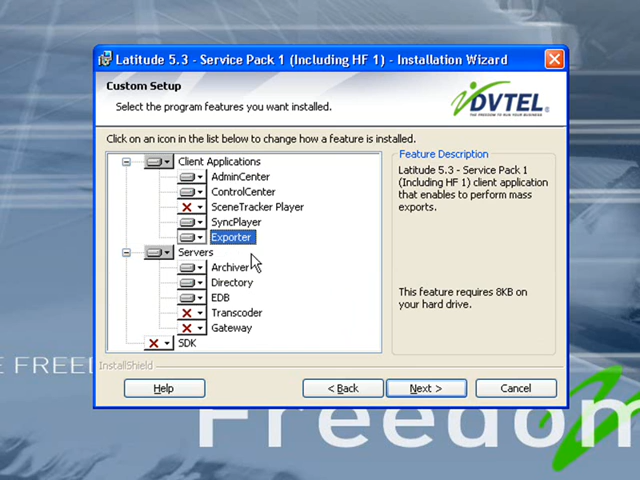 Latitude 5.3 - Service Pack 1 (Including HF 1) - Installation Wizard
Custom Setup
Select the program features you want installed.
DVTEL
THE FREEDOM TO RUN YOUR BUSINESS
Click on an icon in the list below to change how a feature is installed.
Client Applications
AdminCenter
ControlCenter
SceneTracker Player
SyncPlayer
Exporter
Servers
Archiver
Directory
EDB
Transcoder
Gateway
SDK
Feature Description
Latitude 5.3 - Service Pack 1
(Including HF 1) client application
that enables to perform mass
exports.
This feature requires 8KB on
your hard drive.
InstallShield
Help
< Back
Next >
Cancel
E FREE
Freedom